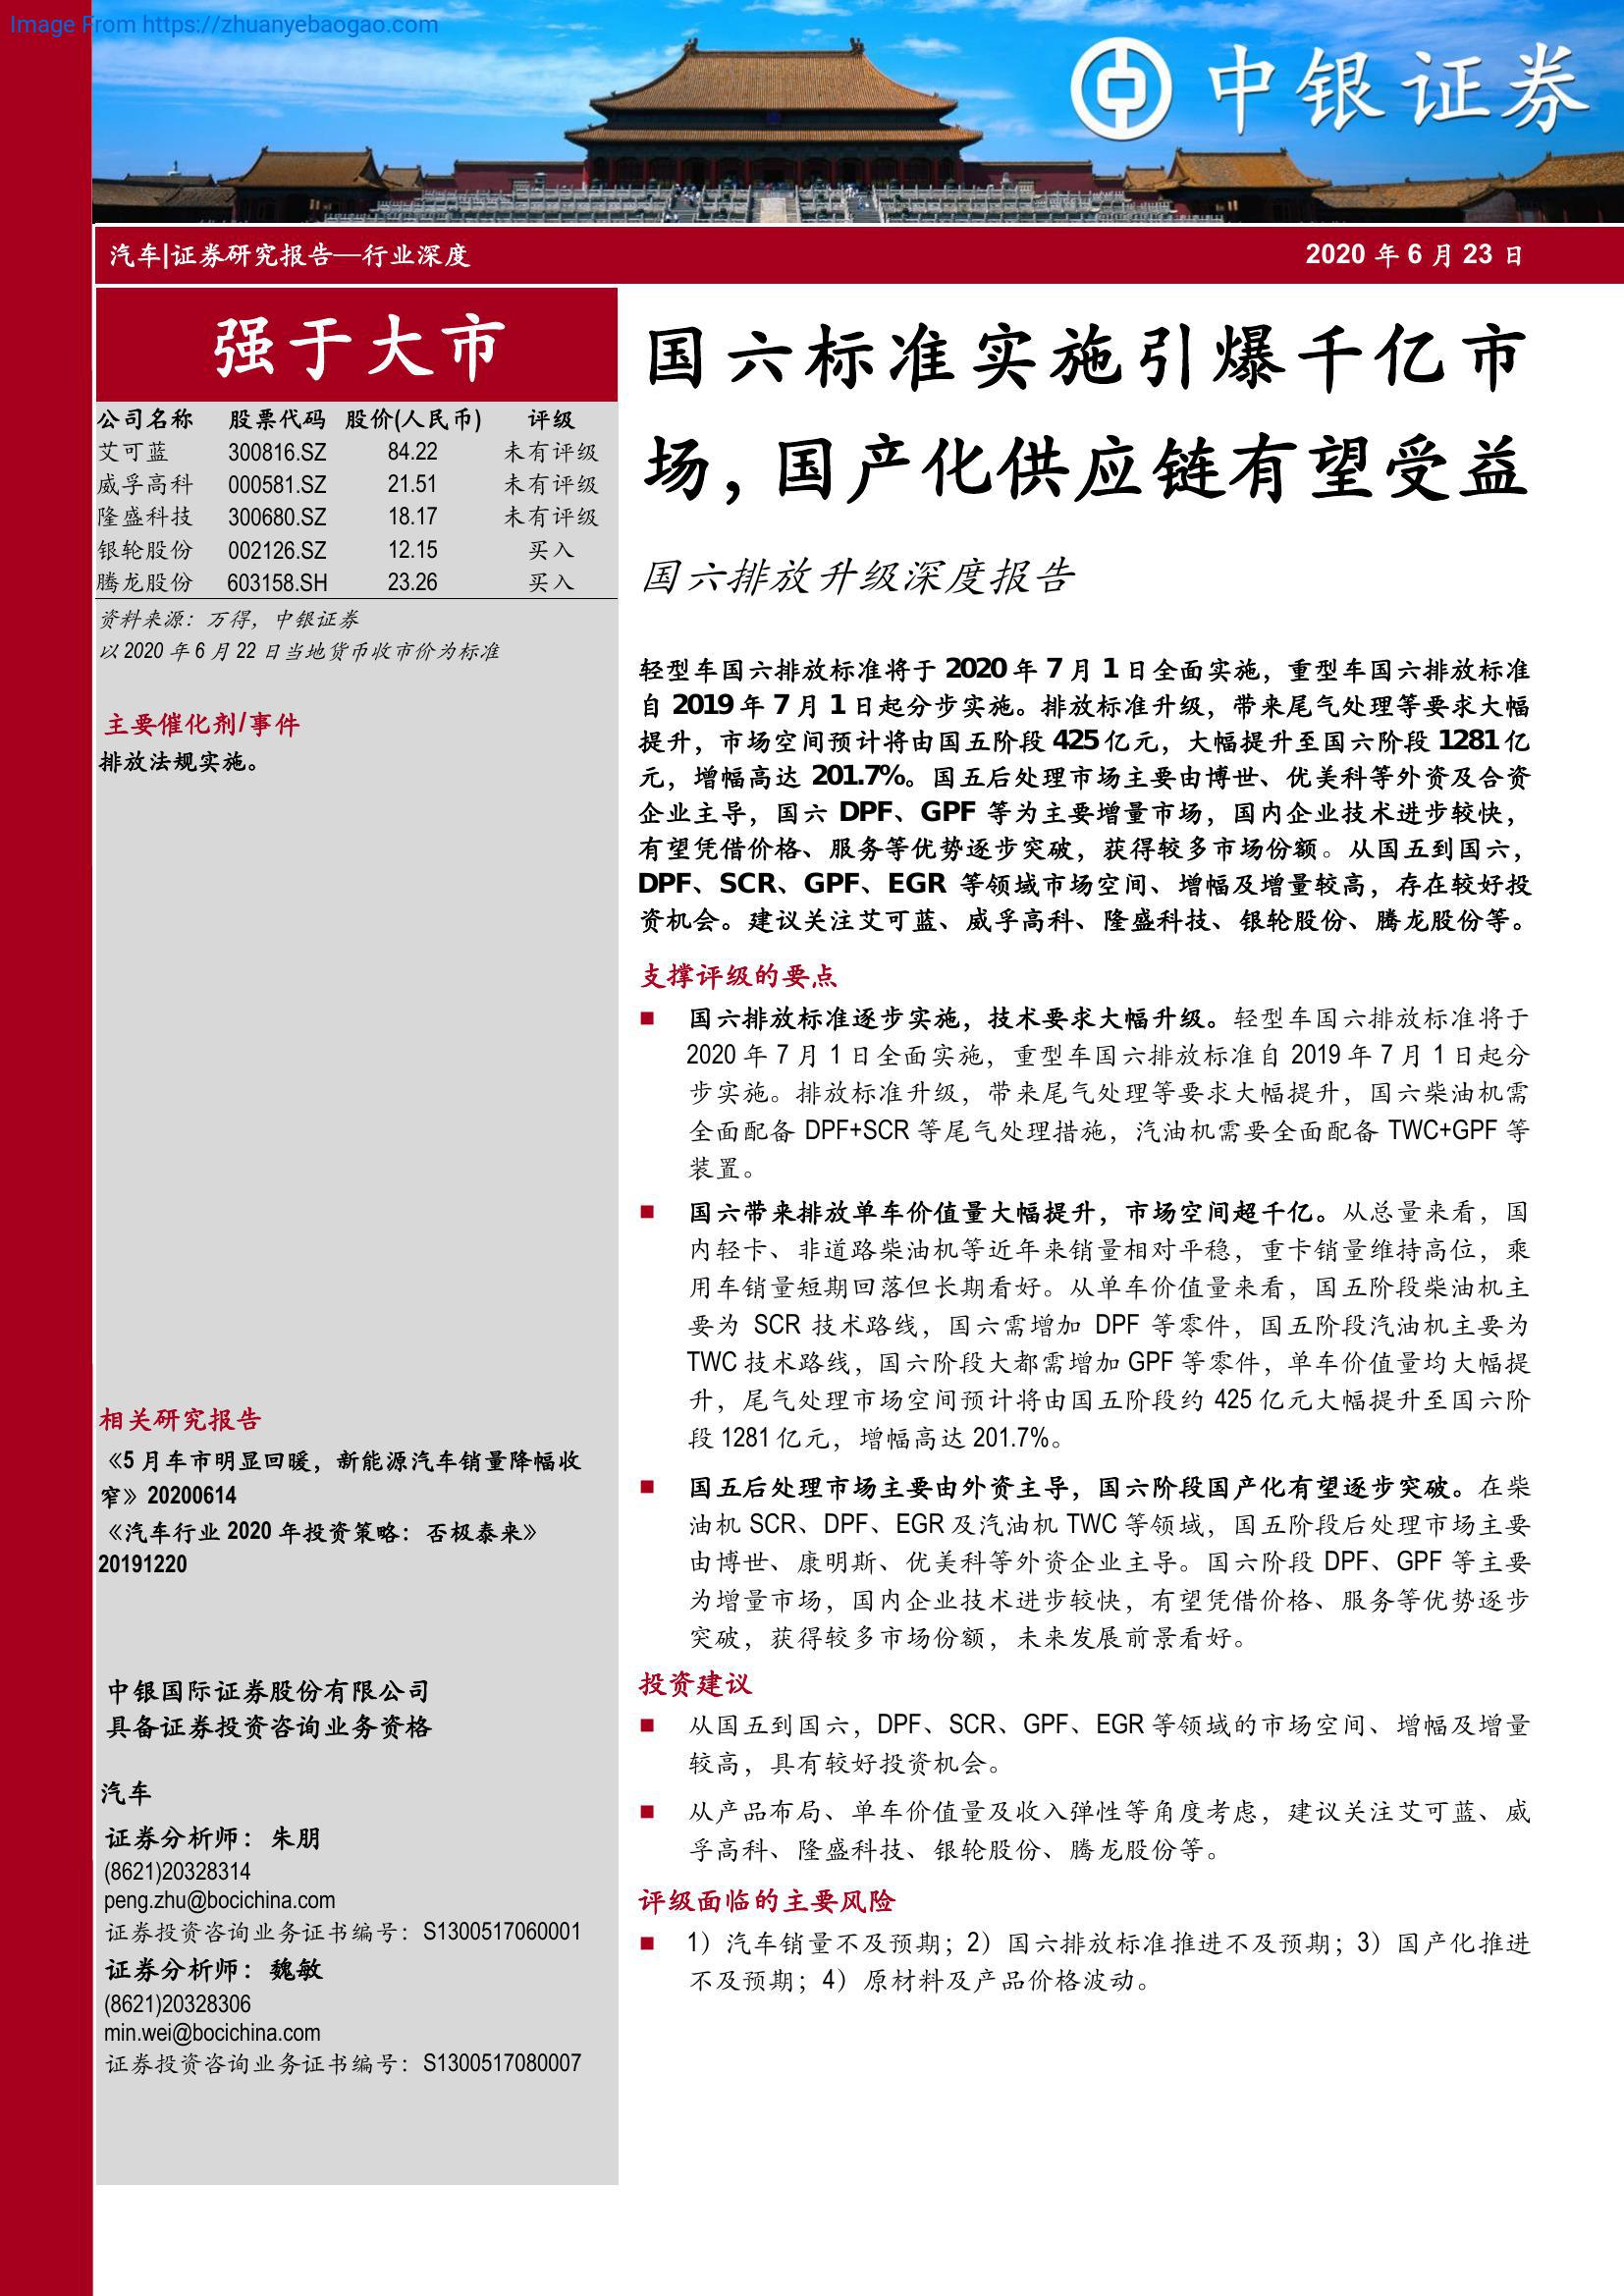 Image From https://zhuanyebaogao.com
中银证券
汽车|证券研究报告—行业深度
2020 年 6 月 23 日
强于大市
公司名称 股票代码 股价(人民币) 评级
艾可蓝 300816.SZ 84.22 未有评级
威孚高科 000581.SZ 21.51 未有评级
隆盛科技 300680.SZ 18.17 未有评级
银轮股份 002126.SZ 12.15 买入
腾龙股份 603158.SH 23.26 买入
资料来源：万得，中银证券
以 2020 年 6 月 22 日当地货币收市价为标准
主要催化剂/事件
排放法规实施。
相关研究报告
《5 月车市明显回暖，新能源汽车销量降幅收
窄》20200614
《汽车行业 2020 年投资策略：否极泰来》
20191220
中银国际证券股份有限公司
具备证券投资咨询业务资格
汽车
证券分析师：朱朋
(8621)20328314
peng.zhu@bocichina.com
证券投资咨询业务证书编号：S1300517060001
证券分析师：魏敏
(8621)20328306
min.wei@bocichina.com
证券投资咨询业务证书编号：S1300517080007
国六标准实施引爆千亿市
场，国产化供应链有望受益
国六排放升级深度报告
轻型车国六排放标准将于 2020 年 7 月 1 日全面实施，重型车国六排放标准
自 2019 年 7 月 1 日起分步实施。排放标准升级，带来尾气处理等要求大幅
提升，市场空间预计将由国五阶段 425 亿元，大幅提升至国六阶段 1281 亿
元，增幅高达 201.7%。国五后处理市场主要由博世、优美科等外资及合资
企业主导，国六 DPF、GPF 等为主要增量市场，国内企业技术进步较快，
有望凭借价格、服务等优势逐步突破，获得较多市场份额。从国五到国六，
DPF、SCR、GPF、EGR 等领域市场空间、增幅及增量较高，存在较好投
资机会。建议关注艾可蓝、威孚高科、隆盛科技、银轮股份、腾龙股份等。
支撑评级的要点
■ 国六排放标准逐步实施，技术要求大幅升级。轻型车国六排放标准将于
2020 年 7 月 1 日全面实施，重型车国六排放标准自 2019 年 7 月 1 日起分
步实施。排放标准升级，带来尾气处理等要求大幅提升，国六柴油机需
全面配备 DPF+SCR 等尾气处理措施，汽油机需要全面配备 TWC+GPF 等
装置。
■ 国六带来排放单车价值量大幅提升，市场空间超千亿。从总量来看，国
内轻卡、非道路柴油机等近年来销量相对平稳，重卡销量维持高位，乘
用车销量短期回落但长期看好。从单车价值量来看，国五阶段柴油机主
要为 SCR 技术路线，国六需增加 DPF 等零件，国五阶段汽油机主要为
TWC 技术路线，国六阶段大都需增加 GPF 等零件，单车价值量均大幅提
升，尾气处理市场空间预计将由国五阶段约 425 亿元大幅提升至国六阶
段 1281 亿元，增幅高达 201.7%。
■ 国五后处理市场主要由外资主导，国六阶段国产化有望逐步突破。在柴
油机 SCR、DPF、EGR 及汽油机 TWC 等领域，国五阶段后处理市场主要
由博世、康明斯、优美科等外资企业主导。国六阶段 DPF、GPF 等主要
为增量市场，国内企业技术进步较快，有望凭借价格、服务等优势逐步
突破，获得较多市场份额，未来发展前景看好。
投资建议
■ 从国五到国六，DPF、SCR、GPF、EGR 等领域的市场空间、增幅及增量
较高，具有较好投资机会。
■ 从产品布局、单车价值量及收入弹性等角度考虑，建议关注艾可蓝、威
孚高科、隆盛科技、银轮股份、腾龙股份等。
评级面临的主要风险
■ 1）汽车销量不及预期；2）国六排放标准推进不及预期；3）国产化推进
不及预期；4）原材料及产品价格波动。